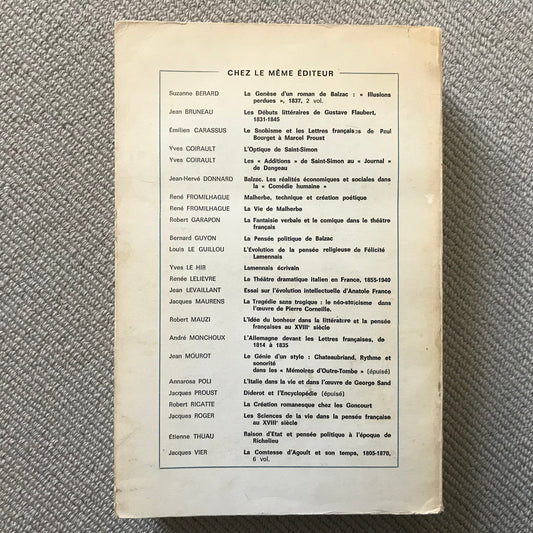 CHEZ LE MÊME ÉDITEUR
Suzanne BERARD La Genèse d'un roman de Balzac : « Illusions
perdues », 1837, 2 vol.
Jean BRUNEAU Les Débuts littéraires de Gustave Flaubert,
1831-1845
Émilien CARASSUS Le Snobisme et les Lettres françaises de Paul
Bourget à Marcel Proust
Yves COIRAULT L'Optique de Saint-Simon
Yves COIRAULT Les « Additions » de Saint-Simon au « Journal »
de Dangeau
Jean-Hervé DONNARD Balzac. Les réalités économiques et sociales dans
la « Comédie humaine »
René FROMILHAGUE Malherbe, technique et création poétique
René FROMILHAGUE La Vie de Malherbe
Robert GARAPON La Fantaisie verbale et le comique dans le théâtre
français
Bernard GUYON La Pensée politique de Balzac
Louis LE GUILLOU L'Évolution de la pensée religieuse de Félicité
Lamennais
Yves LE HIR Lamennais écrivain
Renée LELIEVRE Le Théâtre dramatique italien en France, 1855-1940
Jean LEVAILLANT Essai sur l'évolution intellectuelle d'Anatole France
Jacques MAURENS La Tragédie sans tragique : le néo-stoïcisme dans
l'œuvre de Pierre Corneille.
Robert MAUZI L'Idée du bonheur dans la littérature et la pensée
françaises au XVIIIe siècle
André MONCHOUX L'Allemagne devant les Lettres françaises, de
1814 à 1835
Jean MOUROT Le Génie d'un style : Chateaubriand, Rythme et
sonorité
dans les « Mémoires d'Outre-Tombe » (épuisé)
Annarosa POLI L'Italie dans la vie et dans l'œuvre de George Sand
Jacques PROUST Diderot et l'Encyclopédie (épuisé)
Robert RICATTE La Création romanesque chez les Goncourt
Jacques ROGER Les Sciences de la vie dans la pensée française
au XVIIIe siècle
Étienne THUAU Raison d'Etat et pensée politique à l'époque de
Richelieu
Jacques VIER La Comtesse d'Agoult et son temps, 1805-1870,
6 vol.